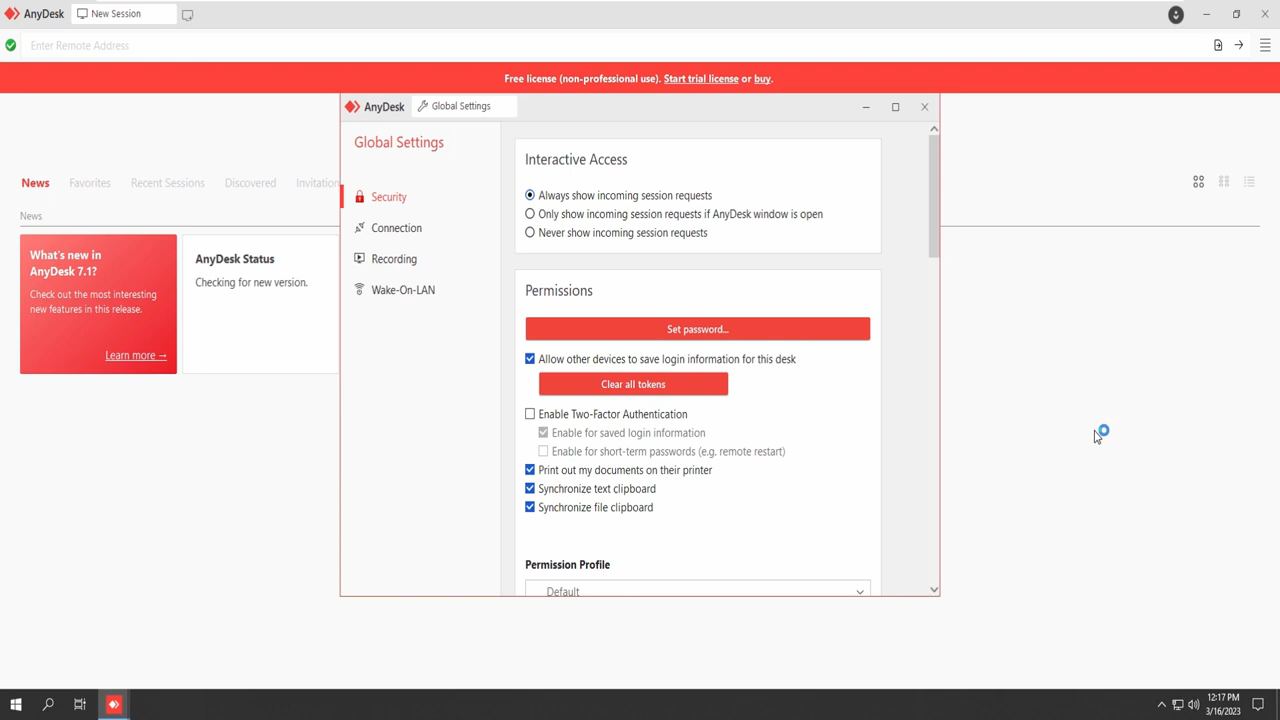 AnyDesk
New Session
Enter Remote Address
Free license (non-professional use). Start trial license or buy.
AnyDesk
Global Settings
Global Settings
Security
Connection
Recording
Wake-On-LAN
Interactive Access
Always show incoming session requests
Only show incoming session requests if AnyDesk window is open
Never show incoming session requests
Permissions
Set password...
Allow other devices to save login information for this desk
Clear all tokens
Enable Two-Factor Authentication
Enable for saved login information
Enable for short-term passwords (e.g. remote restart)
Print out my documents on their printer
Synchronize text clipboard
Synchronize file clipboard
Permission Profile
Default
News
Favorites
Recent Sessions
Discovered
Invitation
News
What's new in
AnyDesk 7.1?
Check out the most interesting
new features in this release.
Learn more →
AnyDesk Status
Checking for new version.
12:17 PM
3/16/2023